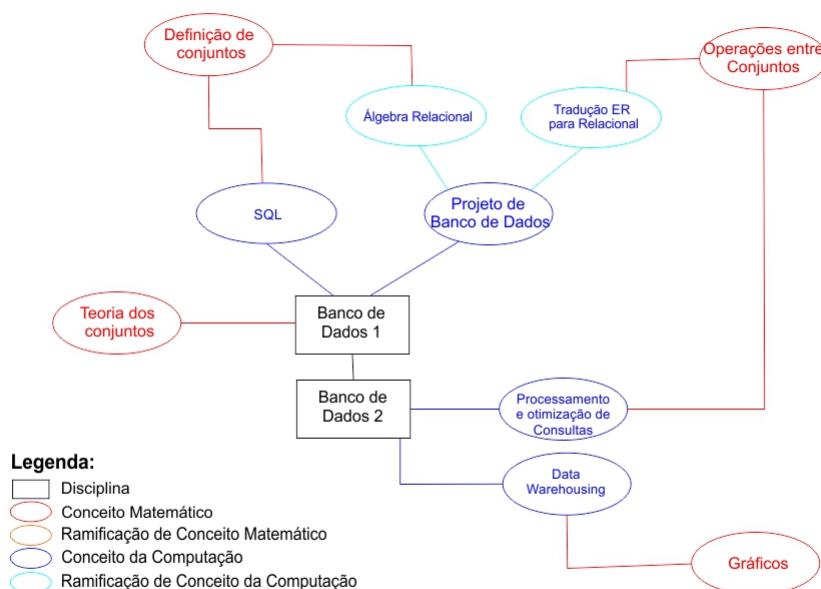 Definição de
conjuntos
Operações entre
Conjuntos
Álgebra Relacional
Tradução ER
para Relacional
SQL
Projeto de
Banco de Dados
Teoria dos
conjuntos
Banco de
Dados 1
Banco de
Dados 2
Processamento
e otimização de
Consultas
Data
Warehousing
Gráficos
Legenda:
Disciplina
Conceito Matemático
Ramificação de Conceito Matemático
Conceito da Computação
Ramificação de Conceito da Computação